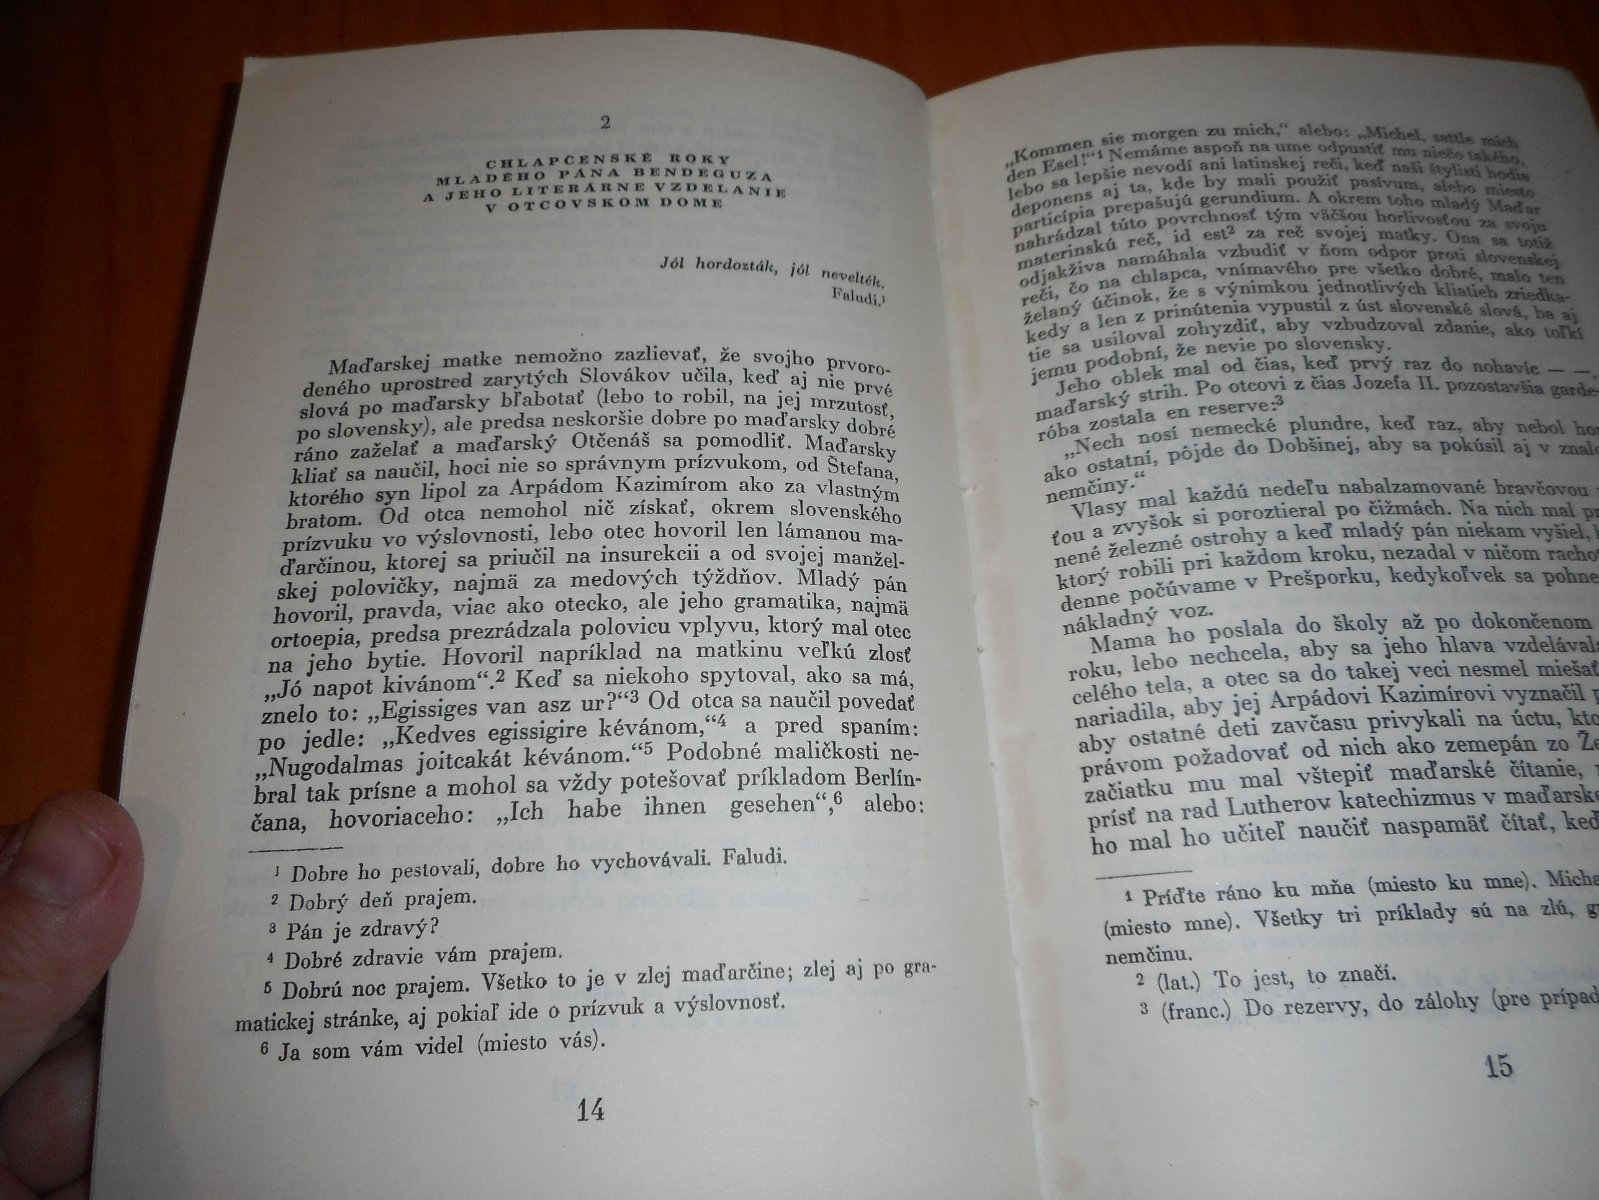 2
CHLAPČENSKÉ ROKY
MLADÉHO PÁNA BENDEGUZA
A JEHO LITERÁRNE VZDELANIE
V OTCOVSKOM DOME
Jól hordozták, jól nevelték.
Faludi.¹
Maďarskej matke nemožno zazlievať, že svojho prvoro-
deného uprostred zarytých Slovákov učila, keď aj nie prvé
slová po maďarsky bľabotať (lebo to robil, na jej mrzutosť,
po slovensky), ale predsa neskoršie dobre po maďarsky dobré
ráno zaželať a maďarský Otčenáš sa pomodliť. Maďarsky
kliať sa naučil, hoci nie so správnym prízvukom, od Štefana,
ktorého syn lipol za Arpádom Kazimírom ako za vlastným
bratom. Od otca nemohol nič získať, okrem slovenského
prízvuku vo výslovnosti, lebo otec hovoril len lámanou ma-
ďarčinou, ktorej sa priučil na insurekcii a od svojej manžel-
skej polovičky, najmä za medových týždňov. Mladý pán
hovoril, pravda, viac ako otecko, ale jeho gramatika, najmä
ortoepia, predsa prezrádzala polovicu vplyvu, ktorý mal otec
na jeho bytie. Hovoril napríklad na matkinu veľkú zlosť
„Jó napot kivánom“.² Keď sa niekoho spytoval, ako sa má,
znelo to: „Egissiges van asz ur?“³ Od otca sa naučil povedať
po jedle: „Kedves egissigire kévánom,“⁴ a pred spaním:
„Nugodalmas joitcakát kévánom.“⁵ Podobné maličkosti ne-
bral tak prísne a mohol sa vždy potešovať príkladom Berlín-
čana, hovoriaceho: „Ich habe ihnen gesehen“,⁶ alebo:
¹ Dobre ho pestovali, dobre ho vychovávali. Faludi.
² Dobrý deň prajem.
³ Pán je zdravý?
⁴ Dobré zdravie vám prajem.
⁵ Dobrú noc prajem. Všetko to je v zlej maďarčine; zlej aj po gra-
matickej stránke, aj pokiaľ ide o prízvuk a výslovnosť.
⁶ Ja som vám videl (miesto vás).
14
„Kommen sie morgen zu mich,“ alebo: „Michel, sattle mich
den Esel!“¹ Nemáme aspoň na ume odpustiť mu niečo takého,
lebo sa lepšie nevodí ani latinskej reči, keď naši štylisti hodia
deponens aj ta, kde by mali použiť pasívum, alebo miesto
particípia prepašujú gerundium. A okrem toho mladý Maďar
nahrádzal túto povrchnosť tým väčšou horlivosťou za svoju
materinskú reč, id est² za reč svojej matky. Ona sa totiž
odjakživa namáhala vzbudiť v ňom odpor proti slovenskej
reči, čo na chlapca, vnímavého pre všetko dobré, malo ten
želaný účinok, že s výnimkou jednotlivých kliatieb zriedka-
kedy a len z prinútenia vypustil z úst slovenské slová, ba aj
tie sa usiloval zohyzdiť, aby vzbudzoval zdanie, ako toľkí
jemu podobní, že nevie po slovensky.
Jeho oblek mal od čias, keď prvý raz do nohavíc — —,
maďarský strih. Po otcovi z čias Jozefa II. pozostavšia garde-
róba zostala en reserve:³
„Nech nosí nemecké plundre, keď raz, aby nebol
ako ostatní, pôjde do Dobšinej, aby sa pokúsil aj v
nemčiny.“
Vlasy mal každú nedeľu nabalzamované bravčovou
ťou a zvyšok si poroztieral po čižmách. Na nich mal
nené železné ostrohy a keď mladý pán niekam vyšiel,
ktorý robili pri každom kroku, nezadal v ničom
denne počúvame v Prešporku, kedykoľvek sa pohne
nákladný voz.
Mama ho poslala do školy až po dokončenom
roku, lebo nechcela, aby sa jeho hlava vzdelávala
celého tela, a otec sa do takej veci nesmel miešať
nariadila, aby jej Arpádovi Kazimírovi vyznačil
aby ostatné deti zavčasu privykali na úctu,
právom požadovať od nich ako zemepán zo
začiatku mu mal vštepiť maďarské čítanie,
prísť na rad Lutherov katechizmus v
ho mal ho učiteľ naučiť naspamäť čítať, keď
¹ Príďte ráno ku mňa (miesto ku mne).
(miesto mne). Všetky tri príklady sú na zlú,
nemčinu.
² (lat.) To jest, to značí.
³ (franc.) Do rezervy, do zálohy (pre
15